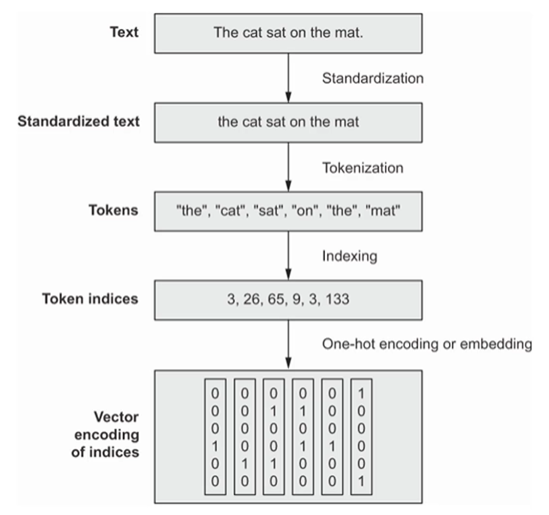 Text
The cat sat on the mat.
Standardization
Standardized text
the cat sat on the mat
Tokenization
Tokens
"the", "cat", "sat", "on", "the", "mat"
Indexing
Token indices
3, 26, 65, 9, 3, 133
One-hot encoding or embedding
Vector
encoding
of indices
0 0 0 0 0 1
0 0 1 1 0 0
0 0 0 0 0 0
1 0 0 1 1 0
0 1 1 0 0 0
0 0 0 0 0 1